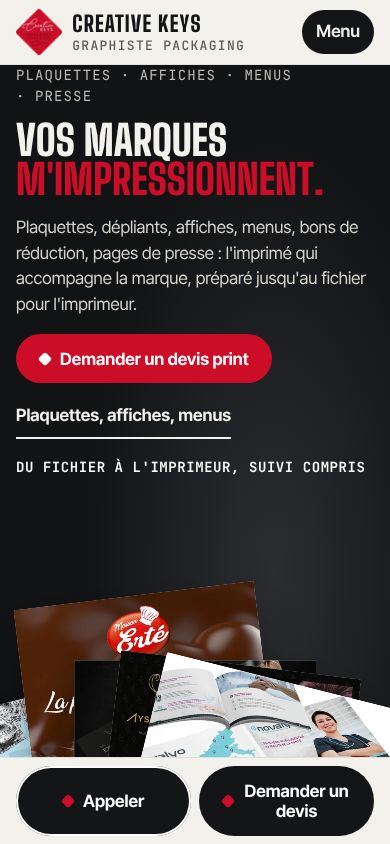 CREATIVE KEYS
GRAPHISTE PACKAGING
Menu
PLAQUETTES · AFFICHES · MENUS
· PRESSE
VOS MARQUES
M'IMPRESSIONNENT.
Plaquettes, dépliants, affiches, menus, bons de
réduction, pages de presse : l'imprimé qui
accompagne la marque, préparé jusqu'au fichier
pour l'imprimeur.
Demander un devis print
Plaquettes, affiches, menus
DU FICHIER À L'IMPRIMEUR, SUIVI COMPRIS
Maison
Erté
Appeler
Demander un
devis